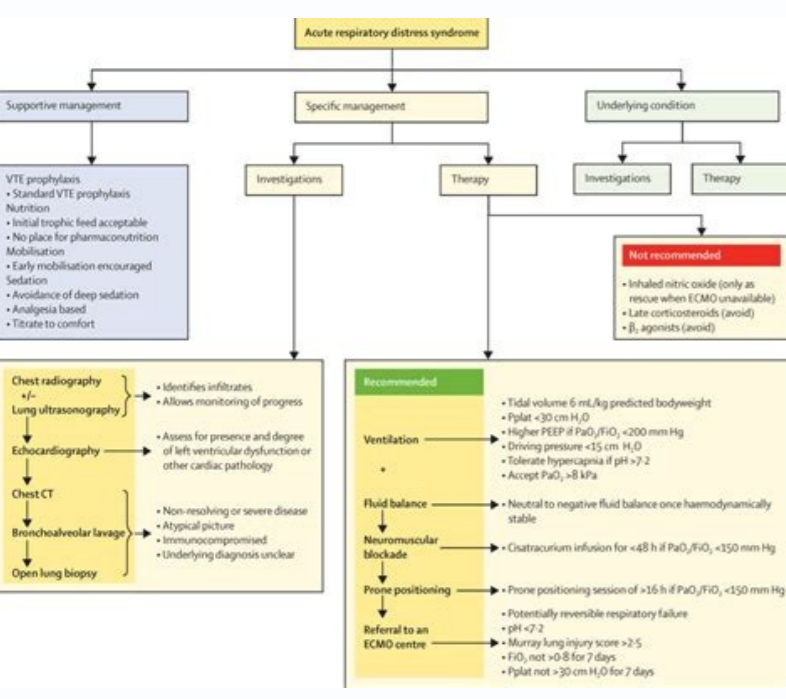 Acute respiratory distress syndrome
Supportive management
Specific management
Underlying condition
VTE prophylaxis
• Standard VTE prophylaxis
Nutrition
• Initial trophic feed acceptable
• No place for pharmaconutrition
Mobilisation
• Early mobilisation encouraged
Sedation
• Avoidance of deep sedation
• Analgesia based
• Titrate to comfort
Investigations
Therapy
Investigations
Therapy
Not recommended
• Inhaled nitric oxide (only as
rescue when ECMO unavailable)
• Late corticosteroids (avoid)
• β₂ agonists (avoid)
Chest radiography
+/–
Lung ultrasonography
• Identifies infiltrates
• Allows monitoring of progress
Echocardiography
• Assess for presence and degree
of left ventricular dysfunction or
other cardiac pathology
Chest CT
Bronchoalveolar lavage
Open lung biopsy
• Non-resolving or severe disease
• Atypical picture
• Immunocompromised
• Underlying diagnosis unclear
Recommended
Ventilation
+
• Tidal volume 6 mL/kg predicted bodyweight
• Pplat <30 cm H₂O
• Higher PEEP if PaO₂/FiO₂ <200 mm Hg
• Driving pressure <15 cm H₂O
• Tolerate hypercapnia if pH >7·2
• Accept PaO₂ >8 kPa
Fluid balance
• Neutral to negative fluid balance once haemodynamically
stable
Neuromuscular
blockade
• Cisatracurium infusion for <48 h if PaO₂/FiO₂ <150 mm Hg
Prone positioning
• Prone positioning session of >16 h if PaO₂/FiO₂ <150 mm Hg
Referral to an
ECMO centre
• Potentially reversible respiratory failure
• pH <7·2
• Murray lung injury score >2·5
• FiO₂ not >0·8 for 7 days
• Pplat not >30 cm H₂O for 7 days